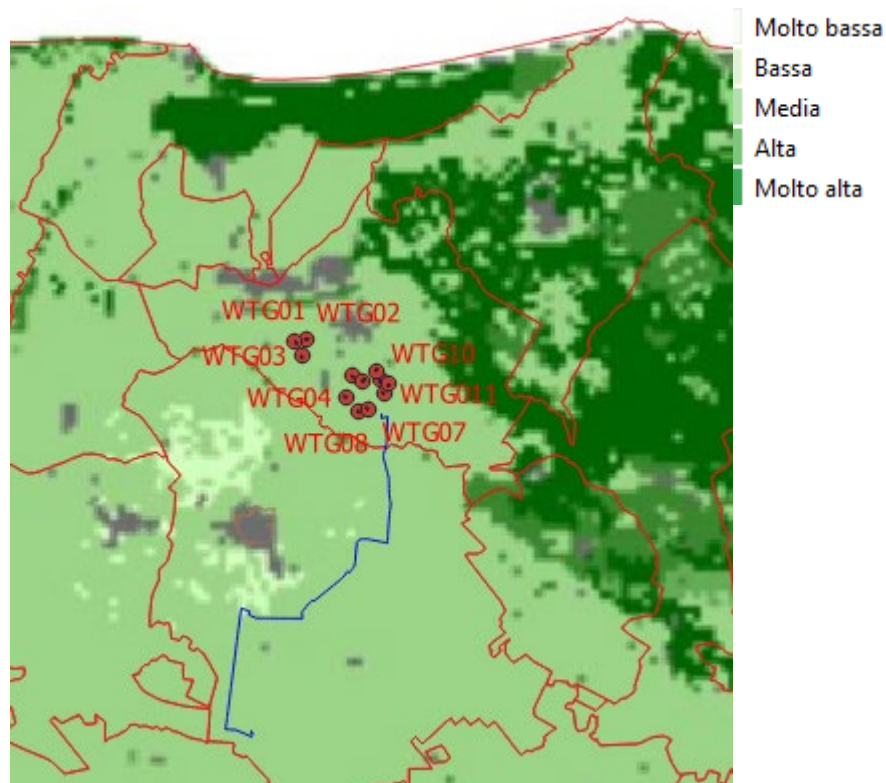 Molto bassa
Bassa
Media
Alta
Molto alta
WTG01 WTG02
WTG03 WTG10
WTG04 WTG011
WTG08 WTG07